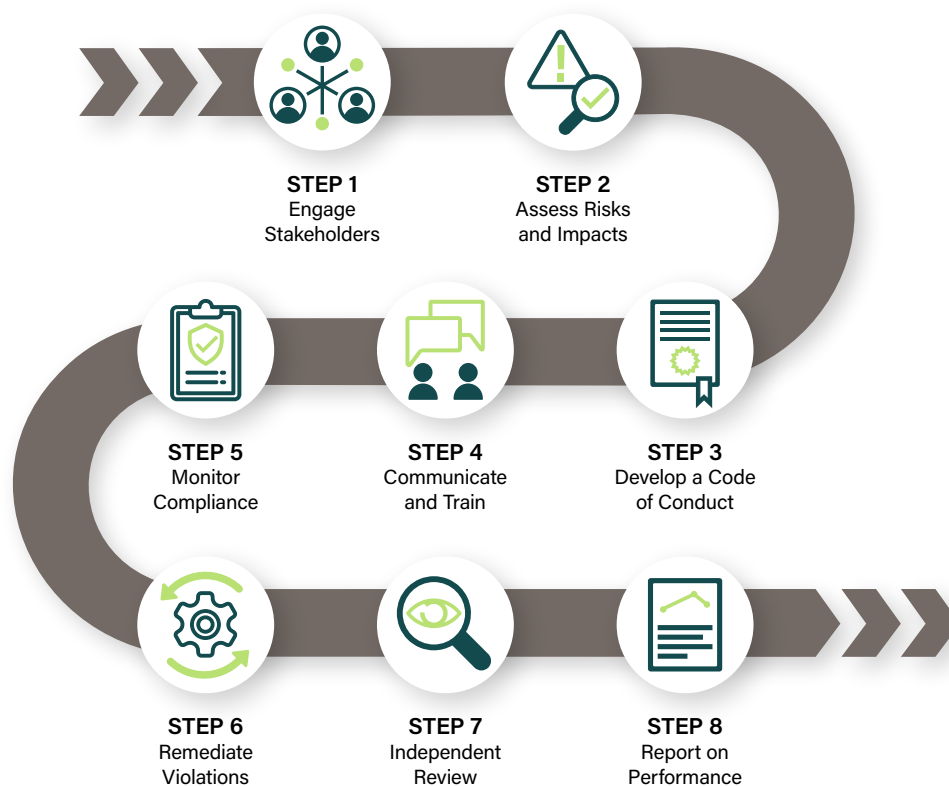 STEP 1
Engage
Stakeholders
STEP 2
Assess Risks
and Impacts
STEP 3
Develop a Code
of Conduct
STEP 4
Communicate
and Train
STEP 5
Monitor
Compliance
STEP 6
Remediate
Violations
STEP 7
Independent
Review
STEP 8
Report on
Performance